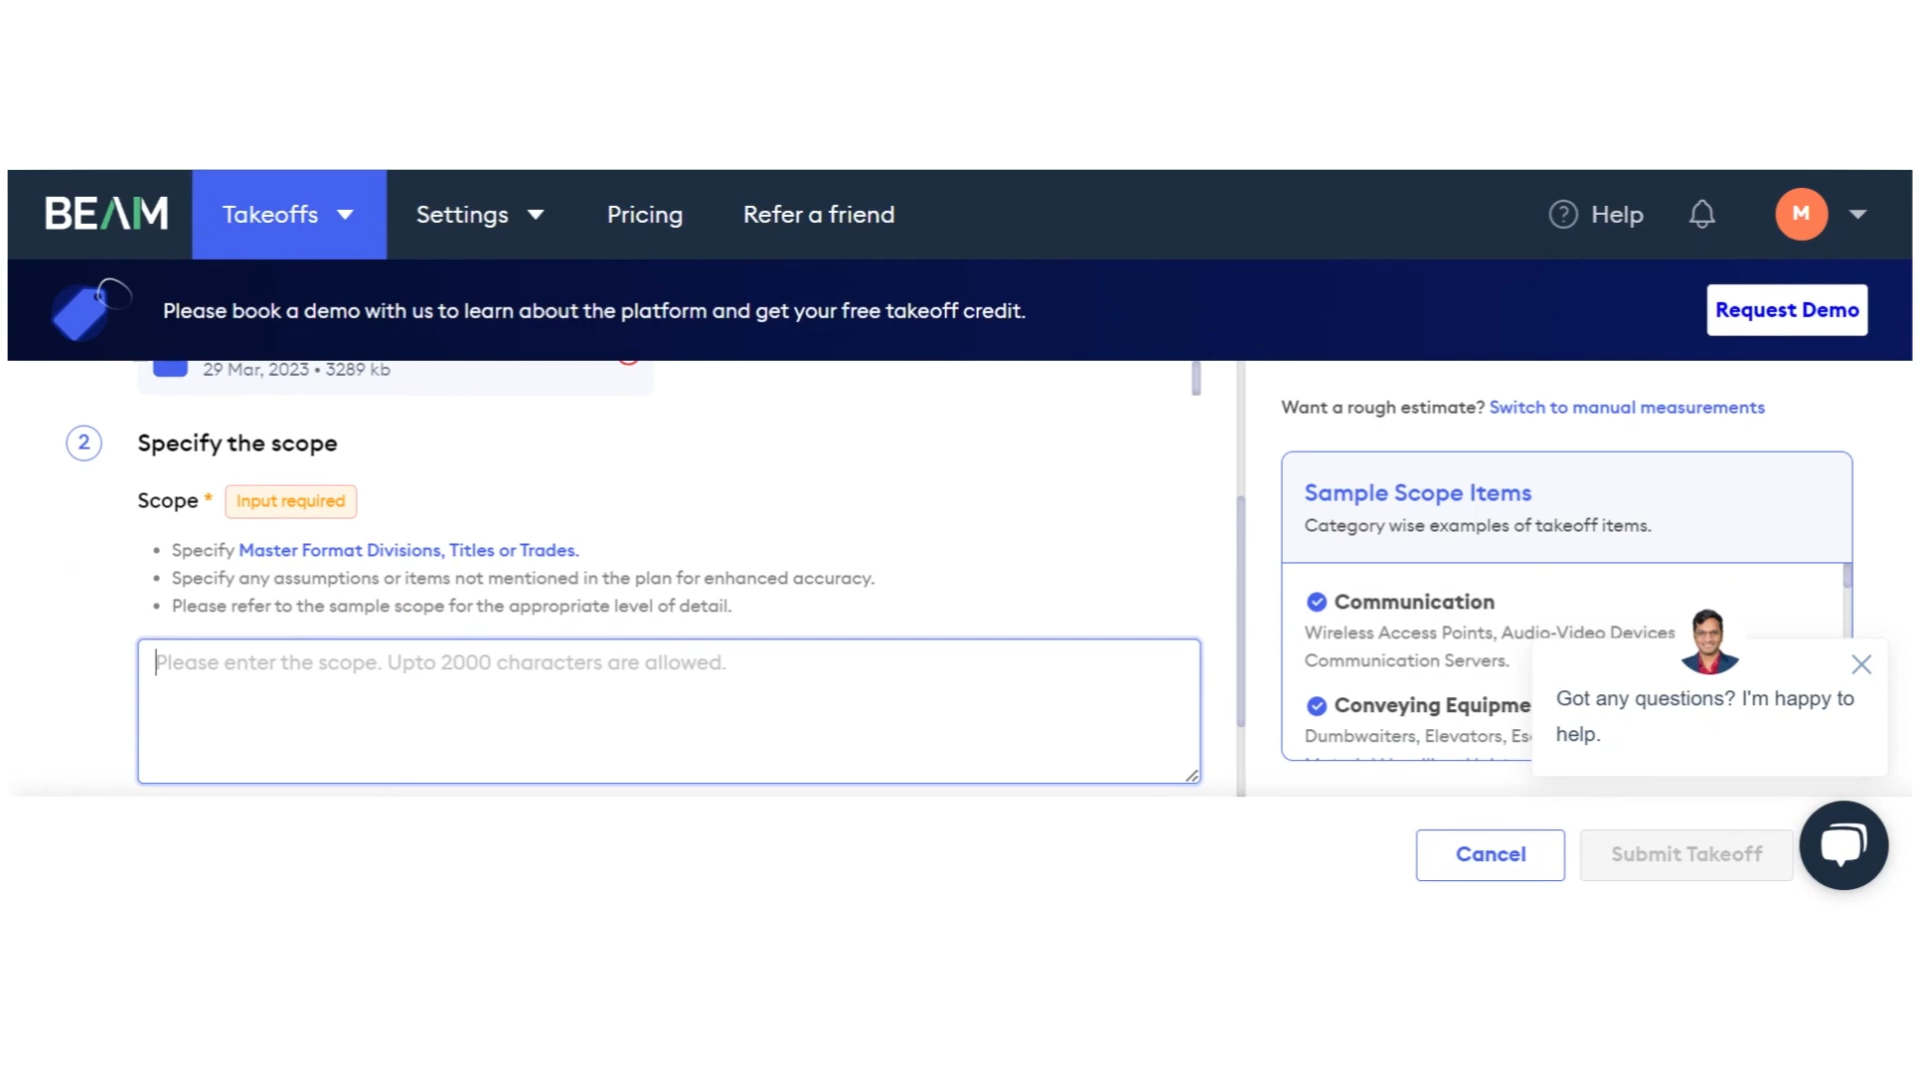 BEAM
Takeoffs
Settings
Pricing
Refer a friend
? Help
M
Please book a demo with us to learn about the platform and get your free takeoff credit.
Request Demo
29 Mar, 2023 • 3289 kb
Want a rough estimate? Switch to manual measurements
2 Specify the scope
Scope * Input required
• Specify Master Format Divisions, Titles or Trades.
• Specify any assumptions or items not mentioned in the plan for enhanced accuracy.
• Please refer to the sample scope for the appropriate level of detail.
Please enter the scope. Upto 2000 characters are allowed.
Sample Scope Items
Category wise examples of takeoff items.
Communication
Wireless Access Points, Audio-Video Devices
Communication Servers.
Conveying Equipme
Dumbwaiters, Elevators, Es
Got any questions? I'm happy to
help.
Cancel
Submit Takeoff